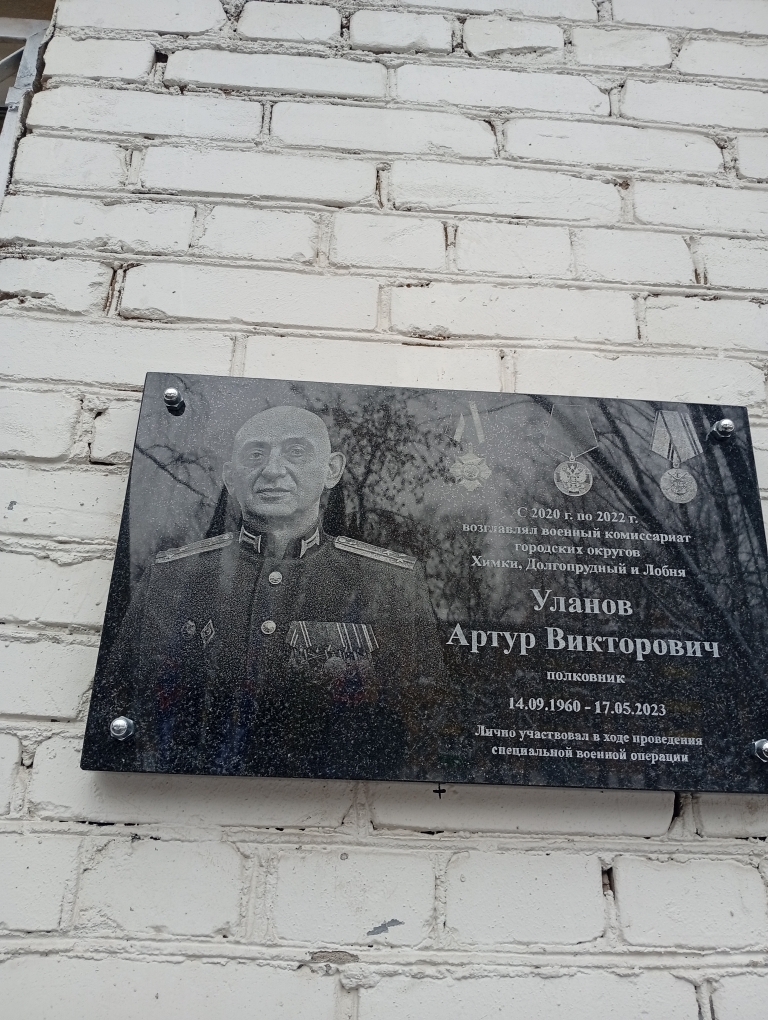 С 2020 г. по 2022 г.
возглавлял военный комиссариат
городских округов
Химки, Долгопрудный и Лобня
Уланов
Артур Викторович
полковник
14.09.1960 - 17.05.2023
Лично участвовал в ходе проведения
специальной военной операции